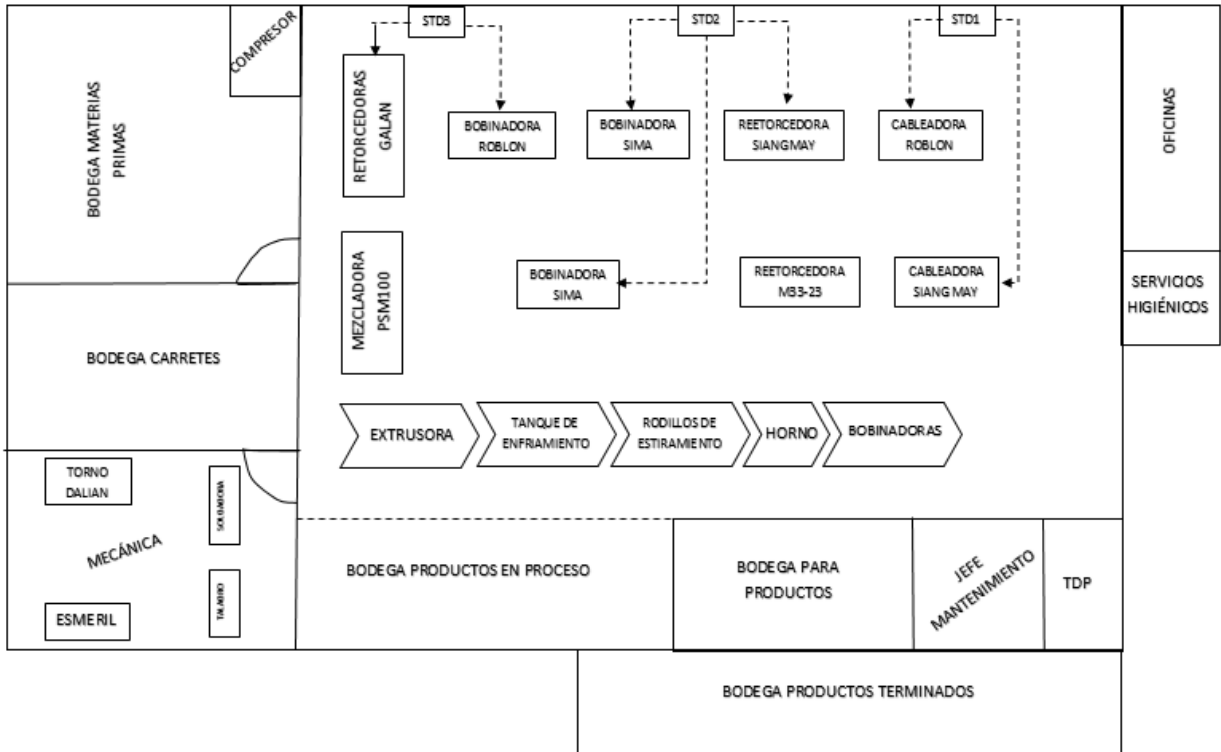 COMPRESOR
STD3
STD2
STD1
BODEGA MATERIAS
PRIMAS
RETORCEDORAS
GALAN
BOBINADORA
ROBLON
BOBINADORA
SIMA
REETORCEDORA
SIANGMAY
CABLEADORA
ROBLON
OFICINAS
MEZCLADORA
PSM100
BOBINADORA
SIMA
REETORCEDORA
M33-23
CABLEADORA
SIANG MAY
SERVICIOS
HIGIÉNICOS
BODEGA CARRETES
EXTRUSORA
TANQUE DE
ENFRIAMIENTO
RODILLOS DE
ESTIRAMIENTO
HORNO
BOBINADORAS
TORNO
DALIAN
SOLDADORA
MECÁNICA
ESMERIL
TALADRO
BODEGA PRODUCTOS EN PROCESO
BODEGA PARA
PRODUCTOS
JEFE
MANTENIMIENTO
TDP
BODEGA PRODUCTOS TERMINADOS